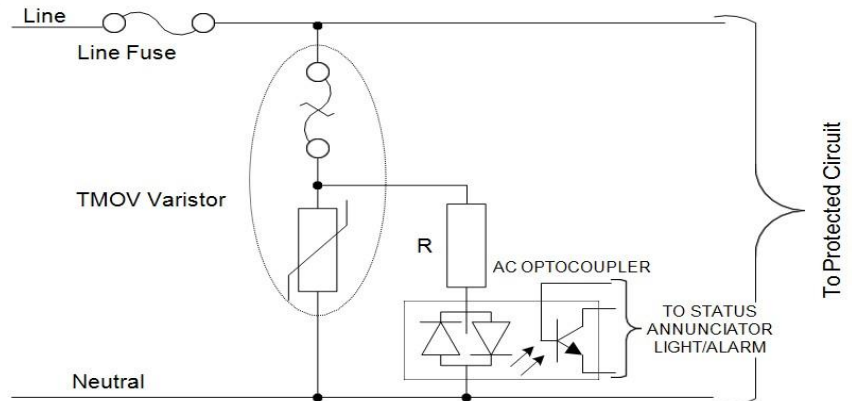 Line
Line Fuse
TMOV Varistor
R
AC OPTOCOUPLER
TO STATUS
ANNUNCIATOR
LIGHT/ALARM
To Protected Circuit
Neutral